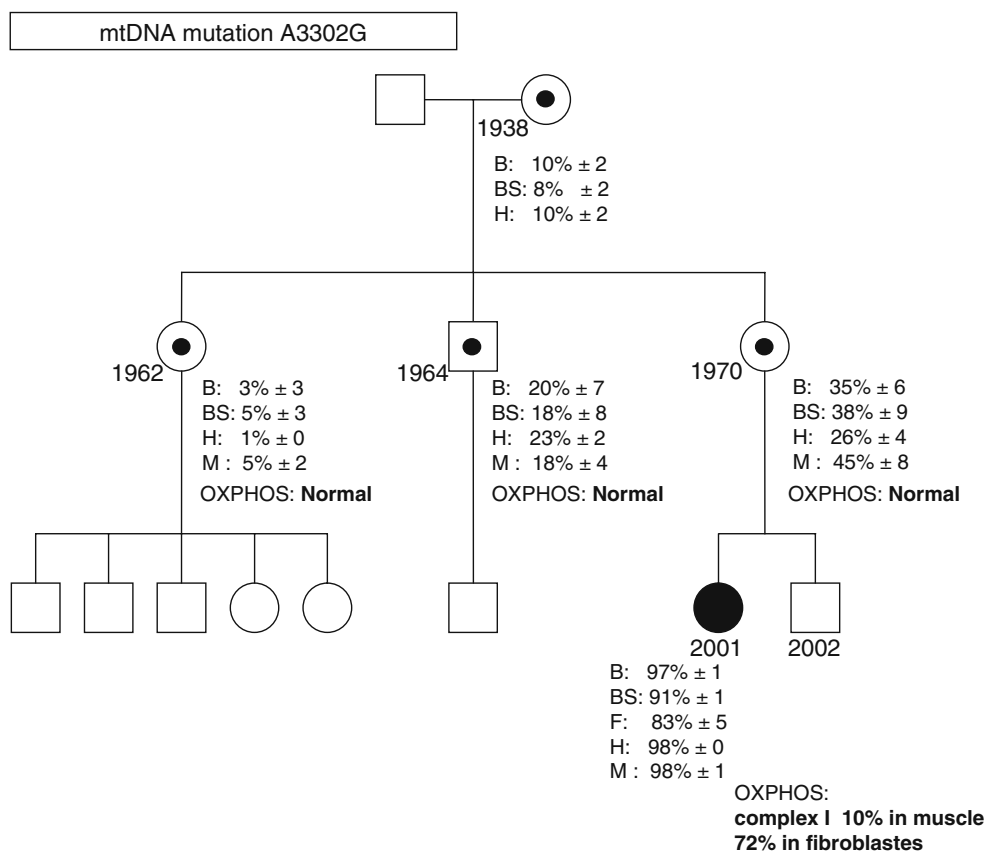 mtDNA mutation A3302G
1938
B: 10% ± 2
BS: 8% ± 2
H: 10% ± 2
1962
B: 3% ± 3
BS: 5% ± 3
H: 1% ± 0
M : 5% ± 2
OXPHOS: Normal
1964
B: 20% ± 7
BS: 18% ± 8
H: 23% ± 2
M : 18% ± 4
OXPHOS: Normal
1970
B: 35% ± 6
BS: 38% ± 9
H: 26% ± 4
M : 45% ± 8
OXPHOS: Normal
2001
2002
B: 97% ± 1
BS: 91% ± 1
F: 83% ± 5
H: 98% ± 0
M : 98% ± 1
OXPHOS:
complex I 10% in muscle
72% in fibroblastes